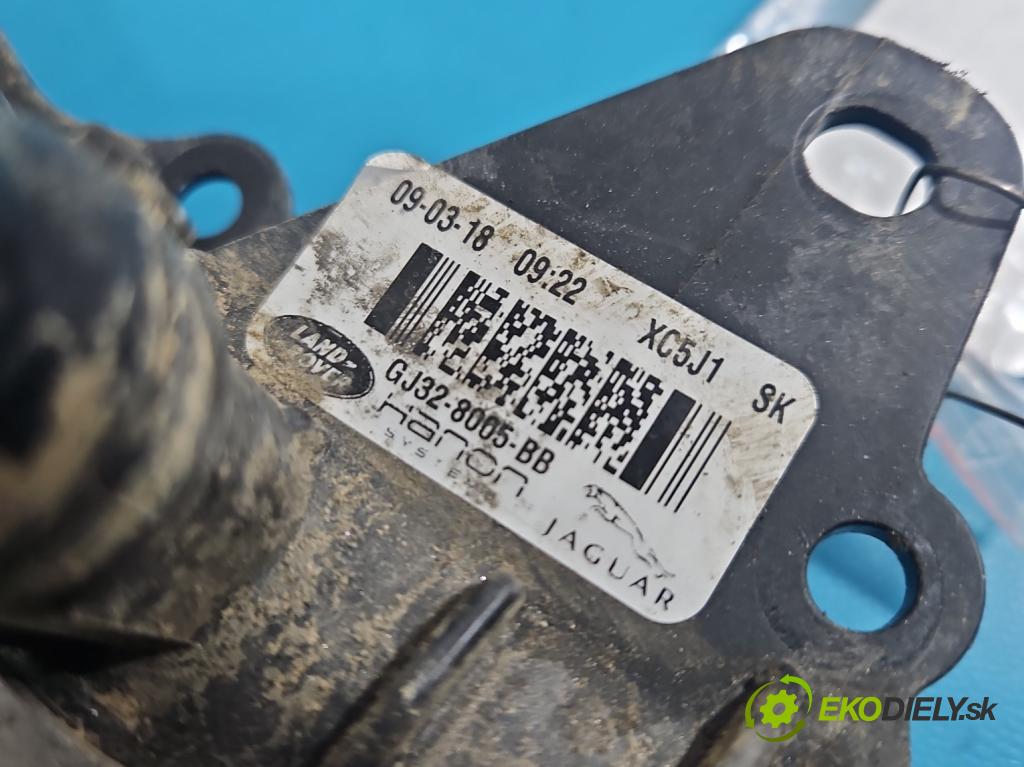 09-03-18 09:22 XC5J1 SK
LAND-
ROVER
GJ32-8005-BB
Hanon
SYSTEMS
JAGUAR
EKODIELY.sk